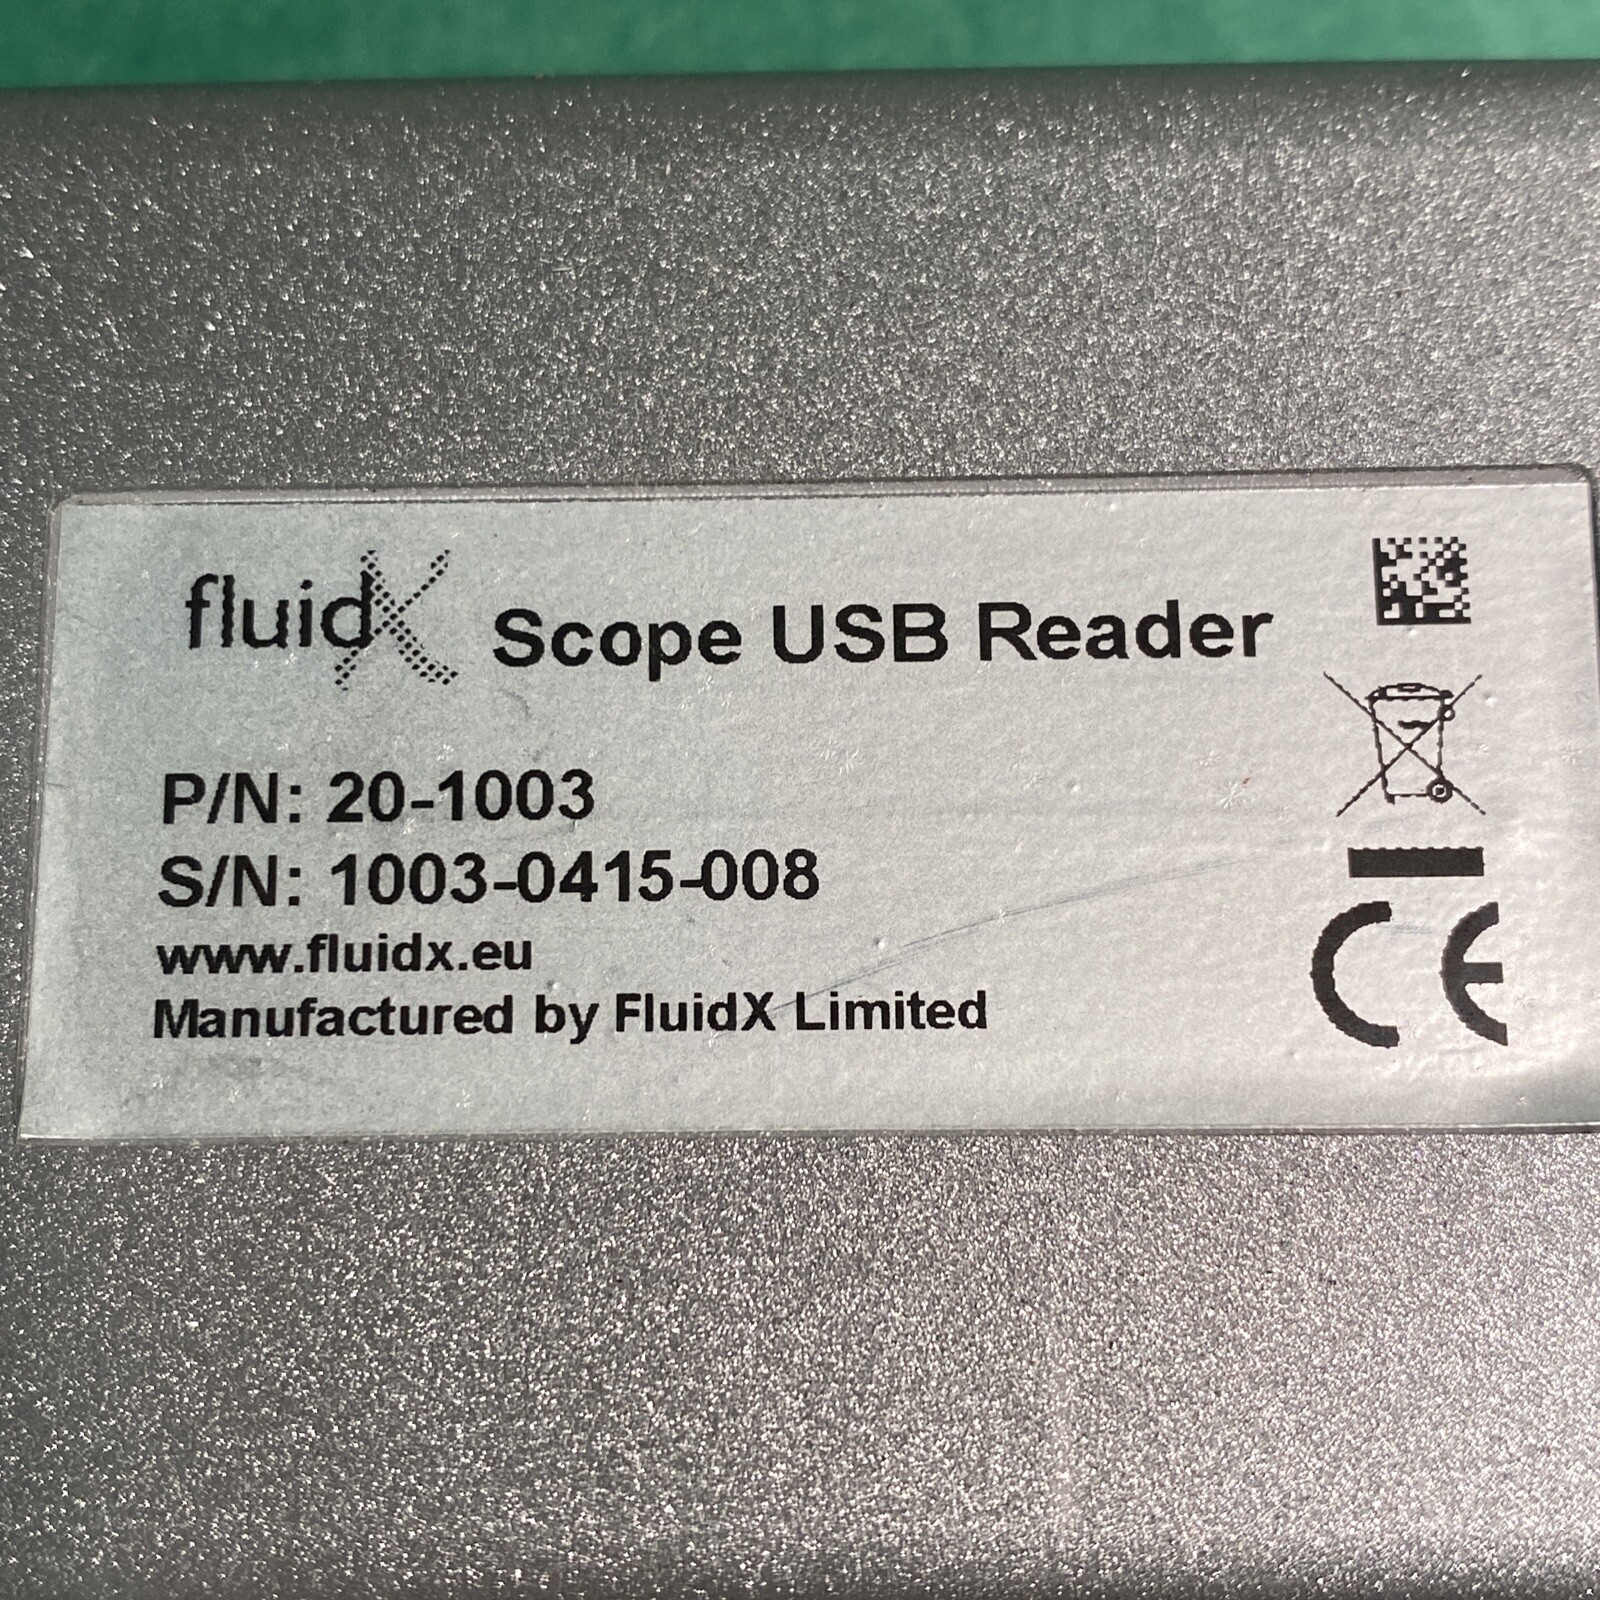 fluidX Scope USB Reader
P/N: 20-1003
S/N: 1003-0415-008
www.fluidx.eu
Manufactured by FluidX Limited
CE